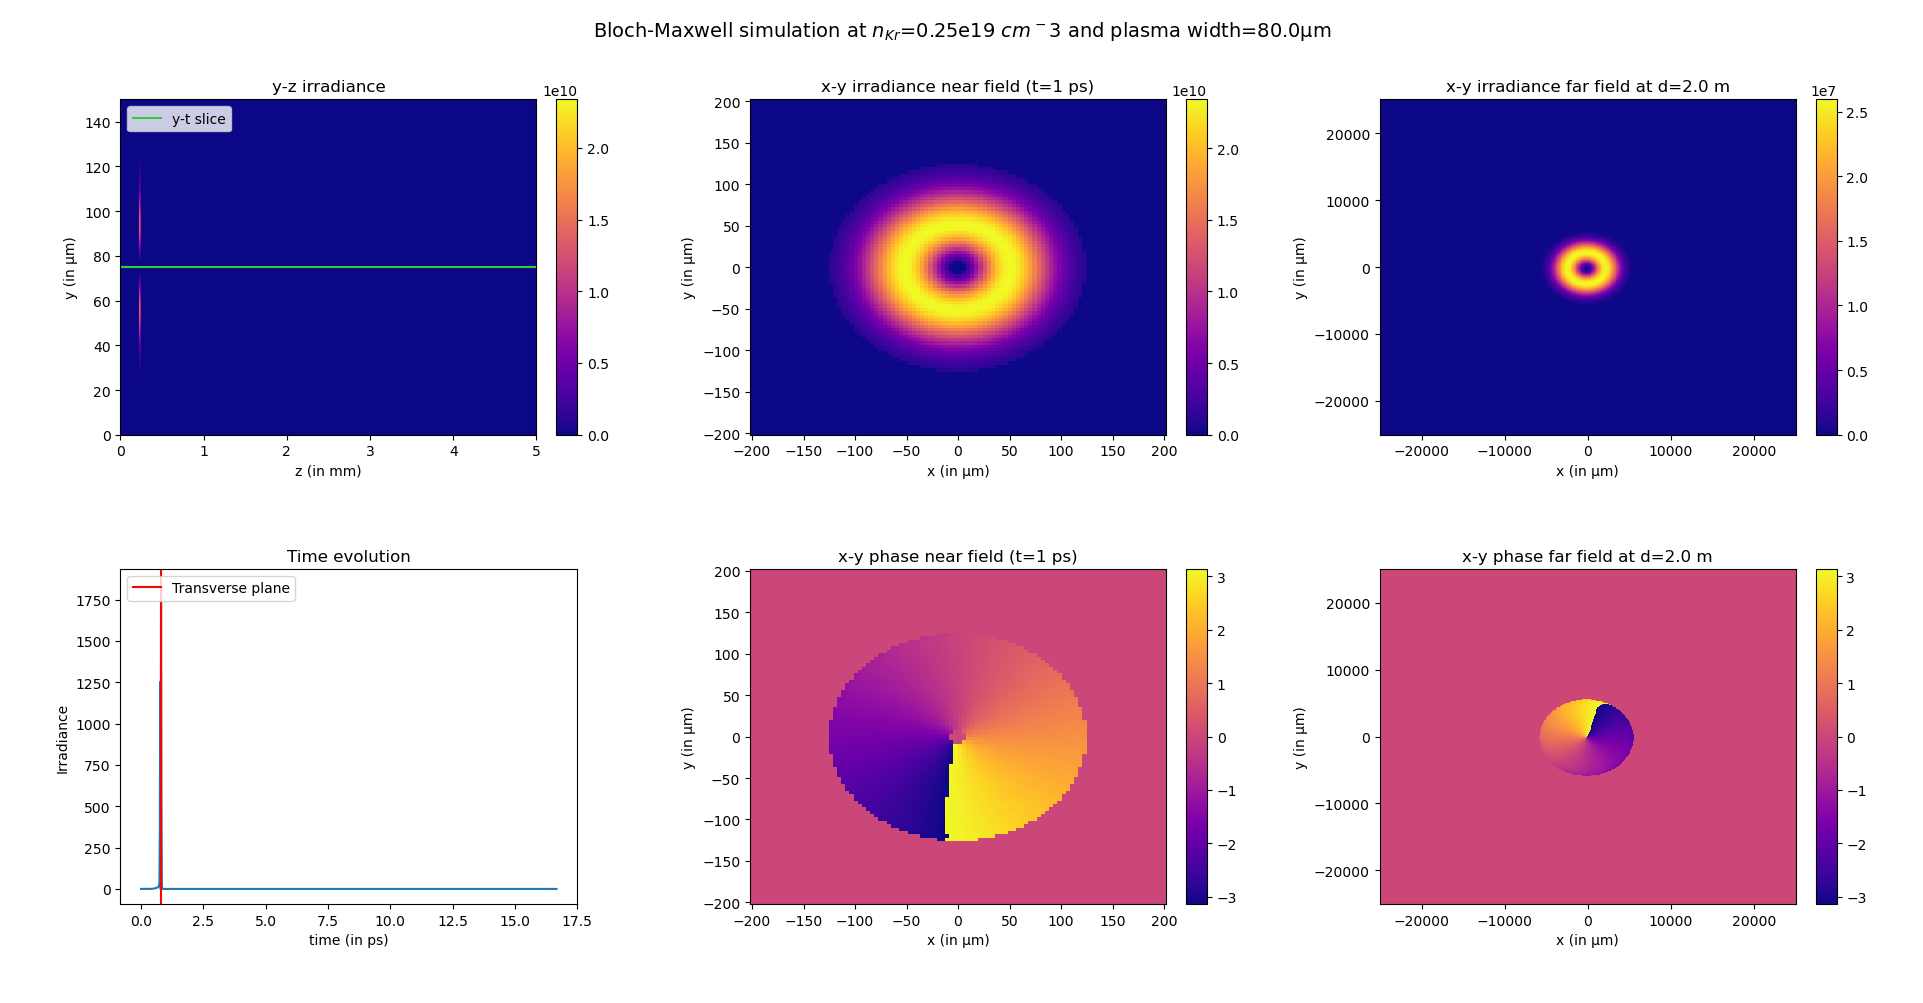 Bloch-Maxwell simulation at n_Kr=0.25e19 cm^-3 and plasma width=80.0μm
y-z irradiance
1e10
y-t slice
140
120
100
80
60
40
20
0
y (in μm)
0 1 2 3 4 5
z (in mm)
2.0
1.5
1.0
0.5
0.0
x-y irradiance near field (t=1 ps)
1e10
200
150
100
50
0
−50
−100
−150
−200
y (in μm)
−200 −150 −100 −50 0 50 100 150 200
x (in μm)
2.0
1.5
1.0
0.5
0.0
x-y irradiance far field at d=2.0 m
1e7
20000
10000
0
−10000
−20000
y (in μm)
−20000 −10000 0 10000 20000
x (in μm)
2.5
2.0
1.5
1.0
0.5
0.0
Time evolution
Transverse plane
1750
1500
1250
1000
750
500
250
0
Irradiance
0.0 2.5 5.0 7.5 10.0 12.5 15.0 17.5
time (in ps)
x-y phase near field (t=1 ps)
200
150
100
50
0
−50
−100
−150
−200
y (in μm)
−200 −150 −100 −50 0 50 100 150 200
x (in μm)
3
2
1
0
−1
−2
−3
x-y phase far field at d=2.0 m
20000
10000
0
−10000
−20000
y (in μm)
−20000 −10000 0 10000 20000
x (in μm)
3
2
1
0
−1
−2
−3